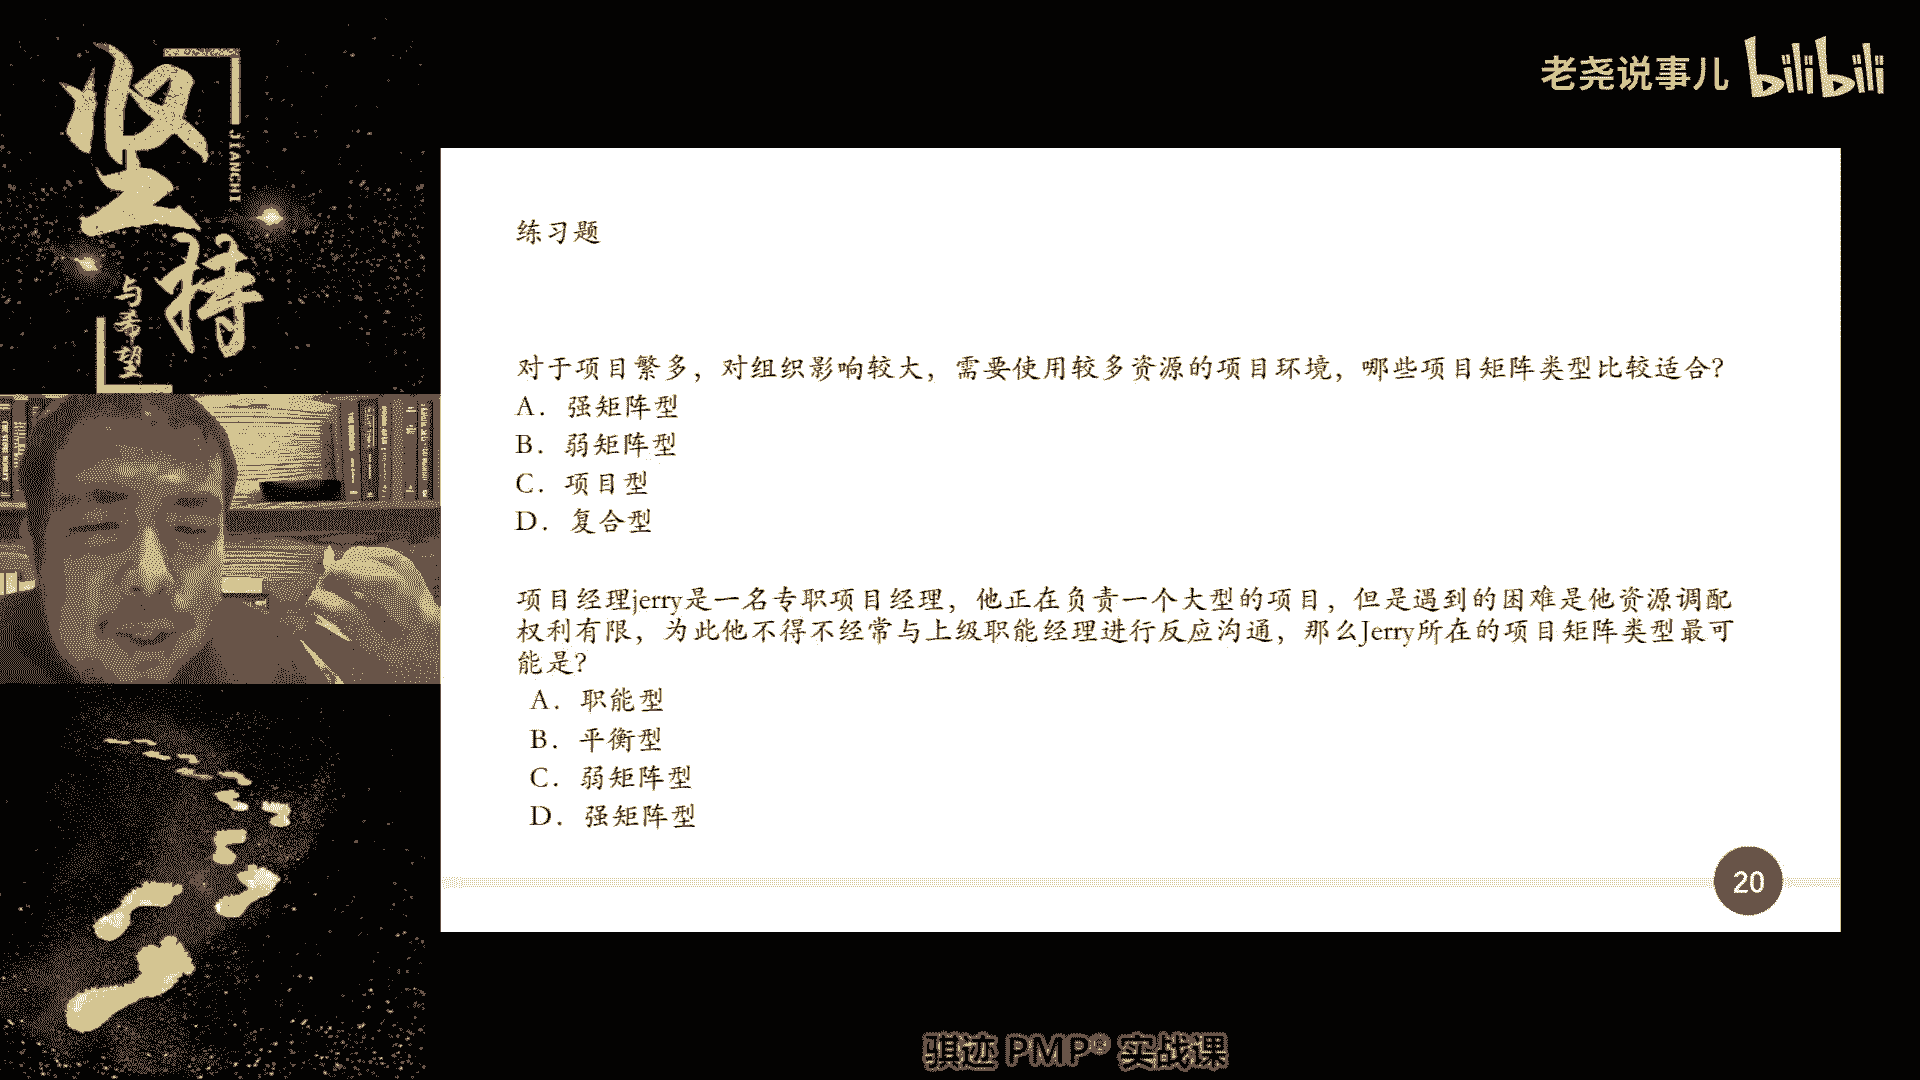 坚持
JIANCHI
与希望
老尧说事儿 bilibili
练习题
对于项目繁多，对组织影响较大，需要使用较多资源的项目环境，哪些项目矩阵类型比较适合？
A．强矩阵型
B．弱矩阵型
C．项目型
D．复合型
项目经理jerry是一名专职项目经理，他正在负责一个大型的项目，但是遇到的困难是他资源调配
权利有限，为此他不得不经常与上级职能经理进行反应沟通，那么Jerry所在的项目矩阵类型最可
能是？
A．职能型
B．平衡型
C．弱矩阵型
D．强矩阵型
20
骐迹 PMP® 实战课